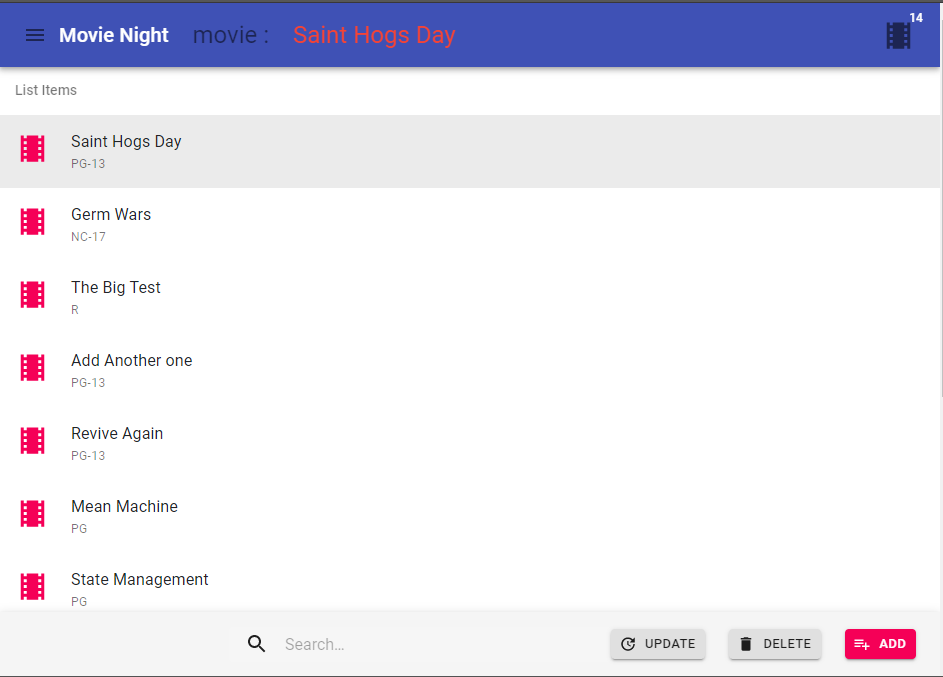 Movie Night movie : Saint Hogs Day 14
List Items
Saint Hogs Day
PG-13
Germ Wars
NC-17
The Big Test
R
Add Another one
PG-13
Revive Again
PG-13
Mean Machine
PG
State Management
PG
Search... UPDATE DELETE ADD